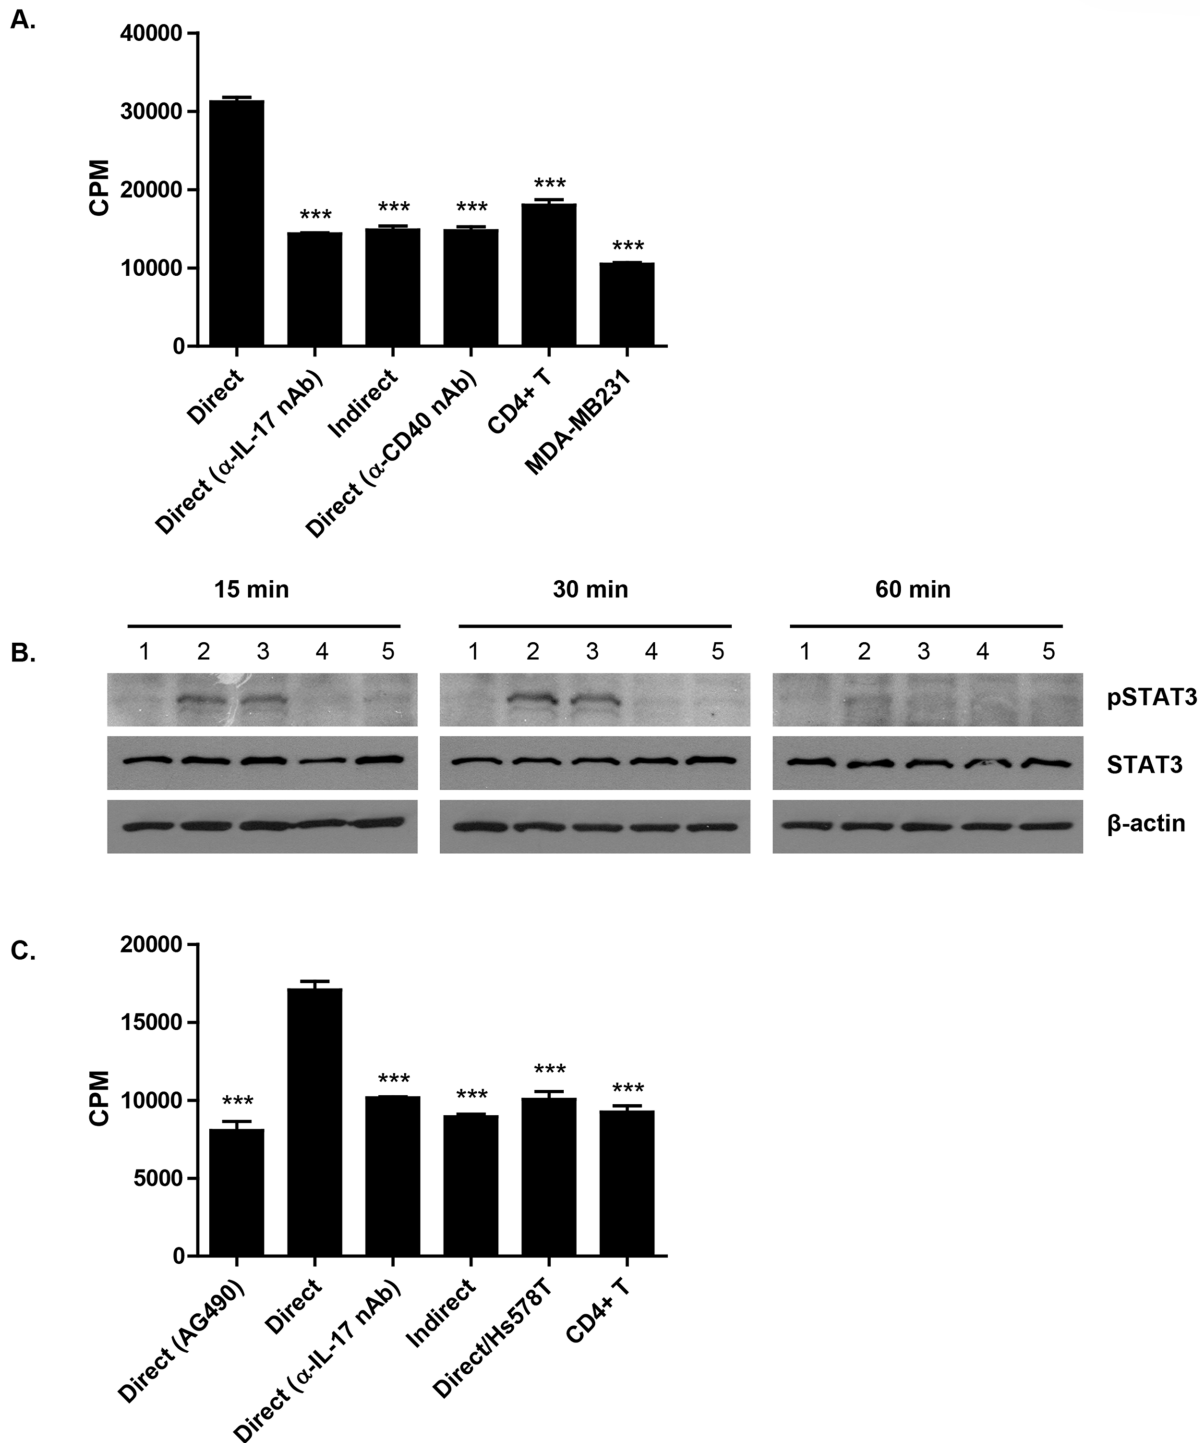 A.
40000
30000
20000
10000
0
CPM
***
***
***
***
***
Direct
Direct (α-IL-17 nAb)
Indirect
Direct (α-CD40 nAb)
CD4+ T
MDA-MB231
15 min 30 min 60 min
B.
1 2 3 4 5 1 2 3 4 5 1 2 3 4 5
pSTAT3
STAT3
β-actin
C.
20000
15000
10000
5000
0
CPM
***
***
***
***
***
Direct (AG490)
Direct
Direct (α-IL-17 nAb)
Indirect
Direct/Hs578T
CD4+ T